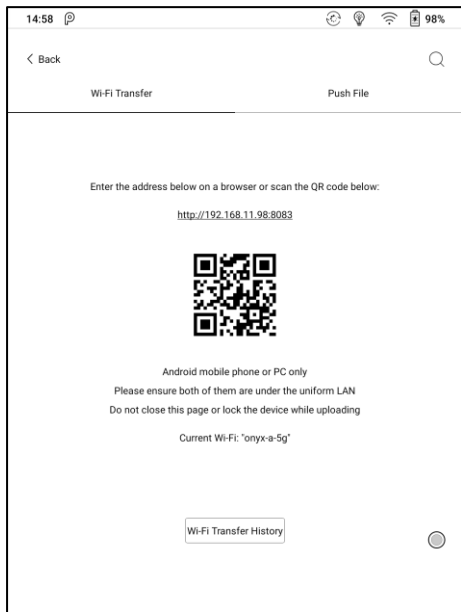 14:58 98%
Back
Wi-Fi Transfer Push File
Enter the address below on a browser or scan the QR code below:
http://192.168.11.98:8083
Android mobile phone or PC only
Please ensure both of them are under the uniform LAN
Do not close this page or lock the device while uploading
Current Wi-Fi: "onyx-a-5g"
Wi-Fi Transfer History